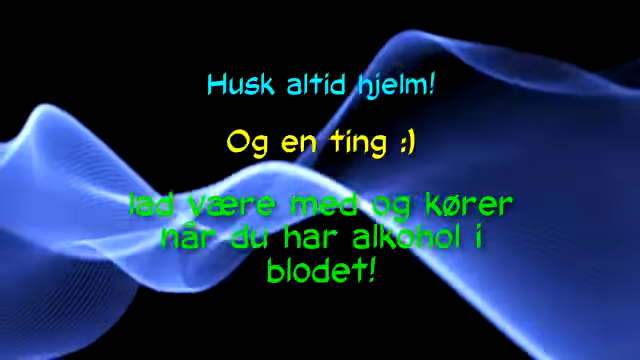 Husk altid hjelm!
Og en ting :)
lad være med og kører
når du har alkohol i
blodet!